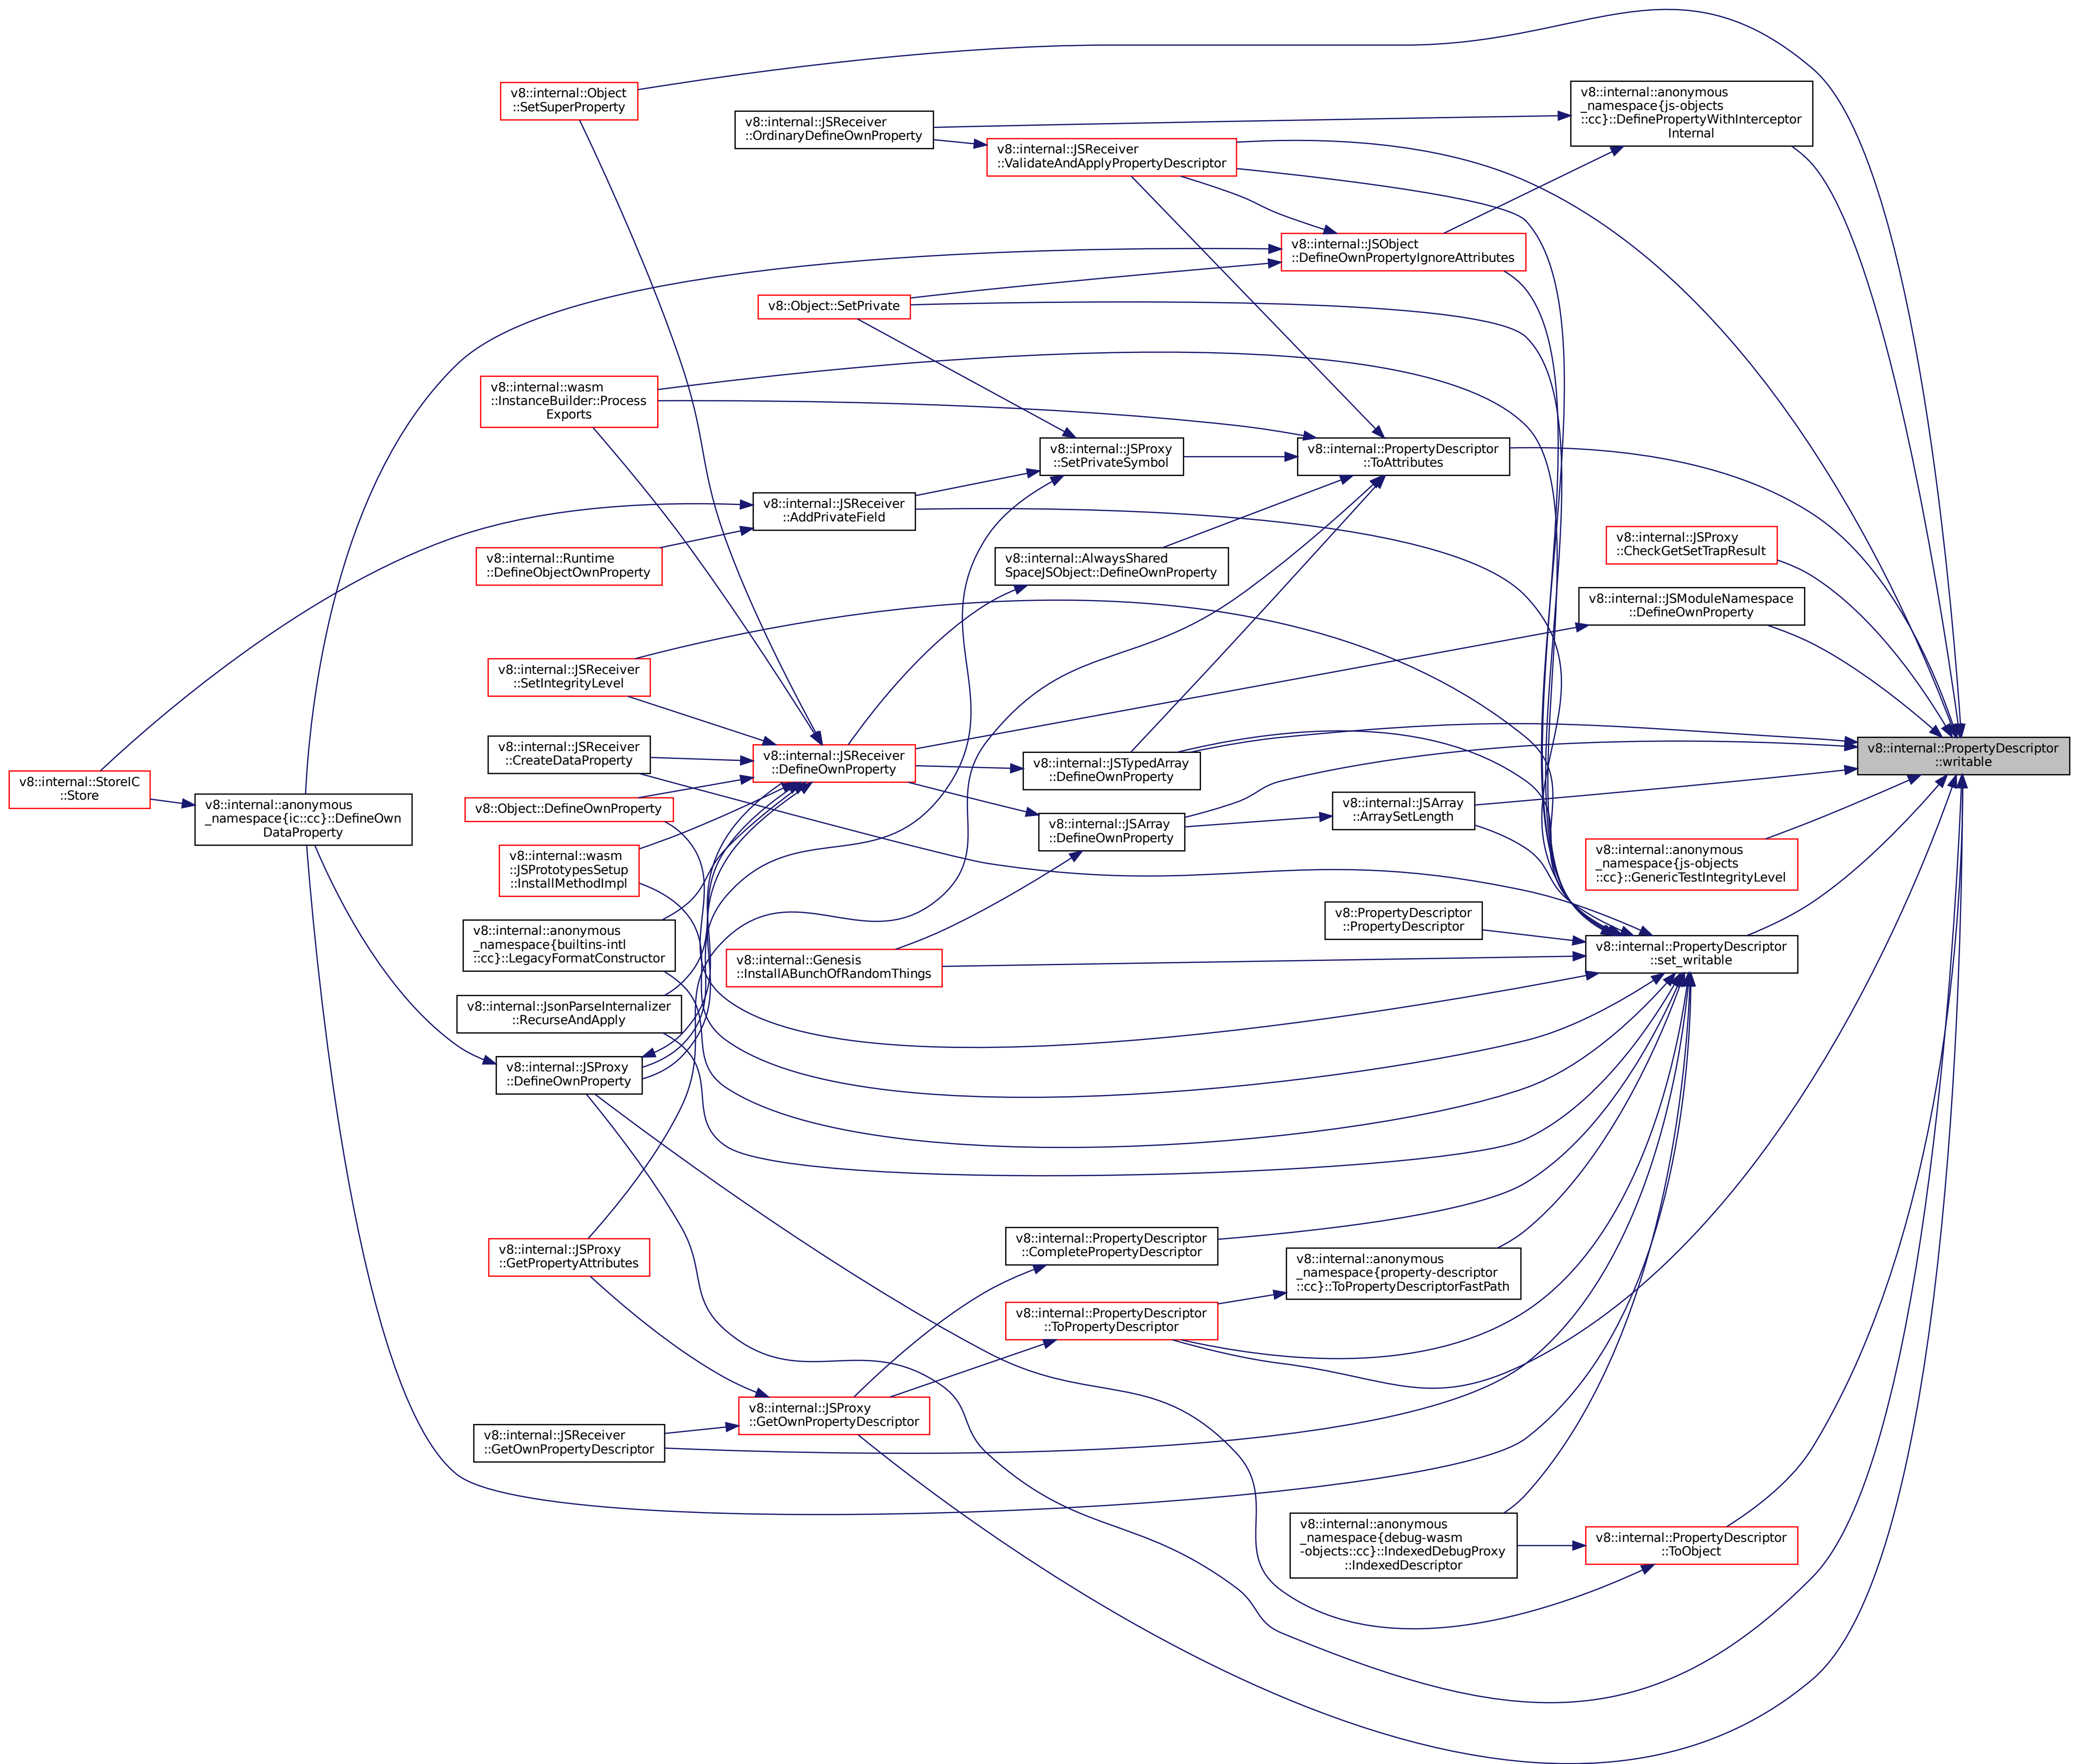 v8::internal::Object
::SetSuperProperty
v8::internal::JSReceiver
::OrdinaryDefineOwnProperty
v8::internal::anonymous
_namespace{js-objects
::cc}::DefinePropertyWithInterceptor
Internal
v8::internal::JSReceiver
::ValidateAndApplyPropertyDescriptor
v8::internal::JSObject
::DefineOwnPropertyIgnoreAttributes
v8::Object::SetPrivate
v8::internal::wasm
::InstanceBuilder::Process
Exports
v8::internal::JSProxy
::SetPrivateSymbol
v8::internal::PropertyDescriptor
::ToAttributes
v8::internal::JSReceiver
::AddPrivateField
v8::internal::Runtime
::DefineObjectOwnProperty
v8::internal::AlwaysShared
SpaceJSObject::DefineOwnProperty
v8::internal::JSProxy
::CheckGetSetTrapResult
v8::internal::JSModuleNamespace
::DefineOwnProperty
v8::internal::JSReceiver
::SetIntegrityLevel
v8::internal::JSReceiver
::CreateDataProperty
v8::internal::JSReceiver
::DefineOwnProperty
v8::internal::JSTypedArray
::DefineOwnProperty
v8::internal::PropertyDescriptor
::writable
v8::internal::StoreIC
::Store
v8::internal::anonymous
_namespace{ic::cc}::DefineOwn
DataProperty
v8::Object::DefineOwnProperty
v8::internal::JSArray
::DefineOwnProperty
v8::internal::JSArray
::ArraySetLength
v8::internal::wasm
::JSPrototypesSetup
::InstallMethodImpl
v8::internal::anonymous
_namespace{js-objects
::cc}::GenericTestIntegrityLevel
v8::internal::anonymous
_namespace{builtins-intl
::cc}::LegacyFormatConstructor
v8::internal::Genesis
::InstallABunchOfRandomThings
v8::PropertyDescriptor
::PropertyDescriptor
v8::internal::PropertyDescriptor
::set_writable
v8::internal::JsonParseInternalizer
::RecurseAndApply
v8::internal::JSProxy
::DefineOwnProperty
v8::internal::JSProxy
::GetPropertyAttributes
v8::internal::PropertyDescriptor
::CompletePropertyDescriptor
v8::internal::anonymous
_namespace{property-descriptor
::cc}::ToPropertyDescriptorFastPath
v8::internal::PropertyDescriptor
::ToPropertyDescriptor
v8::internal::JSProxy
::GetOwnPropertyDescriptor
v8::internal::JSReceiver
::GetOwnPropertyDescriptor
v8::internal::anonymous
_namespace{debug-wasm
-objects::cc}::IndexedDebugProxy
::IndexedDescriptor
v8::internal::PropertyDescriptor
::ToObject